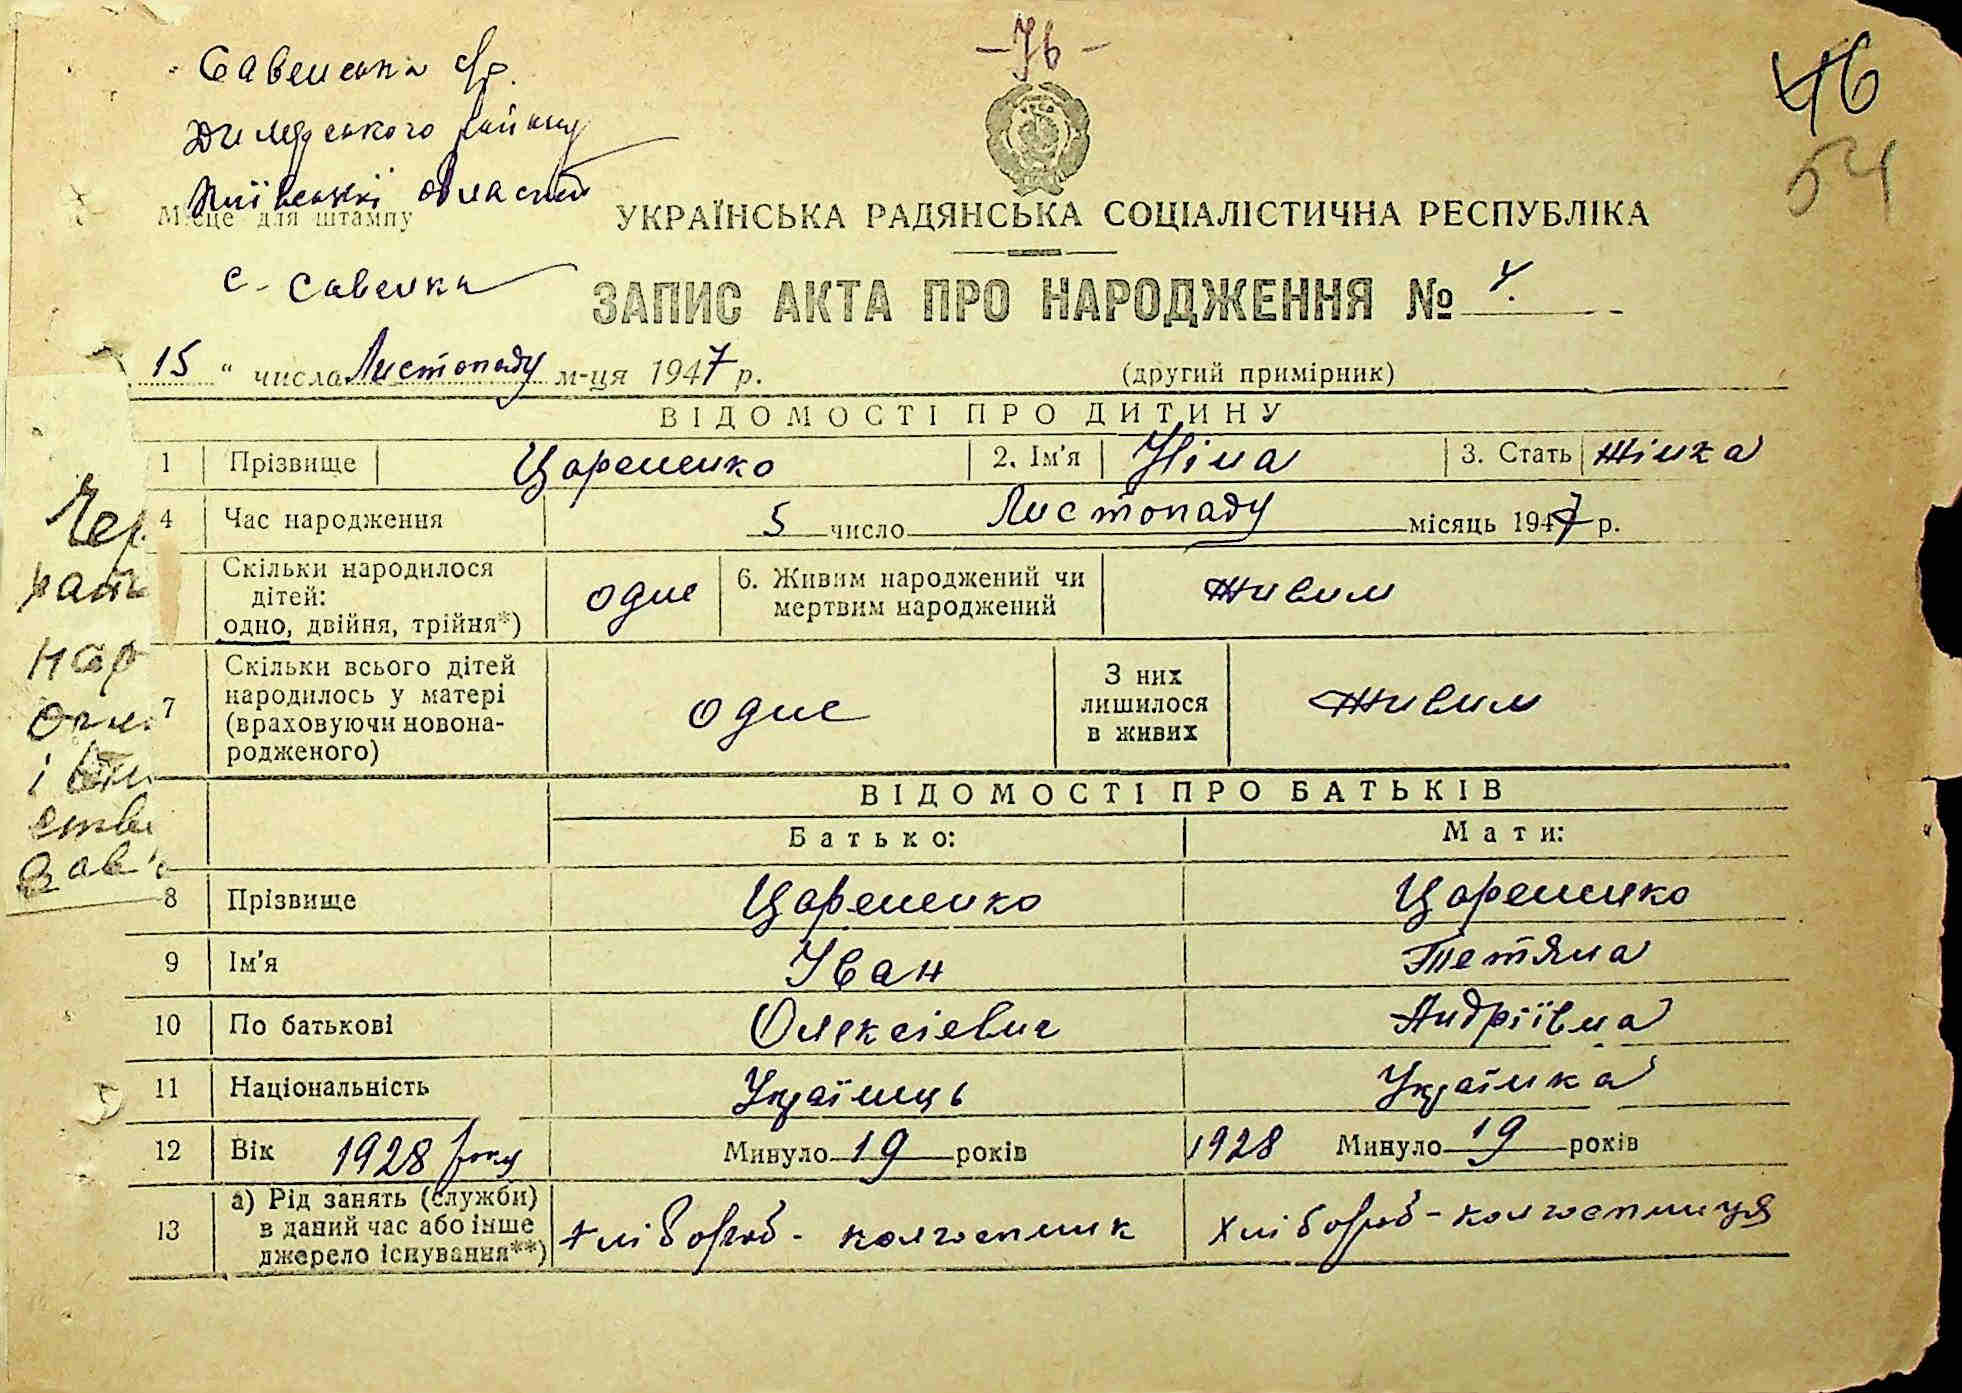 - 76 -
46
54
Савенська с/р.
Димерського району
Київської області
Місце для штампу
УКРАЇНСЬКА РАДЯНСЬКА СОЦІАЛІСТИЧНА РЕСПУБЛІКА
с. Савенка
ЗАПИС АКТА ПРО НАРОДЖЕННЯ № 4.
15 " числа Листопаду м-ця 1947 р. (другий примірник)
ВІДОМОСТІ ПРО ДИТИНУ
1 Прізвище Царененко 2. Ім'я Ніна 3. Стать Жінка
4 Час народження 5 число Листопаду місяць 1947 р.
Скільки народилося дітей: одно, двійня, трійня*) одне 6. Живим народжений чи мертвим народжений живим
7 Скільки всього дітей народилось у матері (враховуючи новонародженого) одне З них лишилося в живих живим
ВІДОМОСТІ ПРО БАТЬКІВ
Батько: Мати:
8 Прізвище Царененко Царененко
9 Ім'я Іван Тетяна
10 По батькові Олексієвич Андріївна
11 Національність Українець Українка
12 Вік 1928 року Минуло 19 років 1928 Минуло 19 років
13 а) Рід занять (служби) в даний час або інше джерело існування**) Хлібороб - колгоспник Хлібороб - колгоспниця